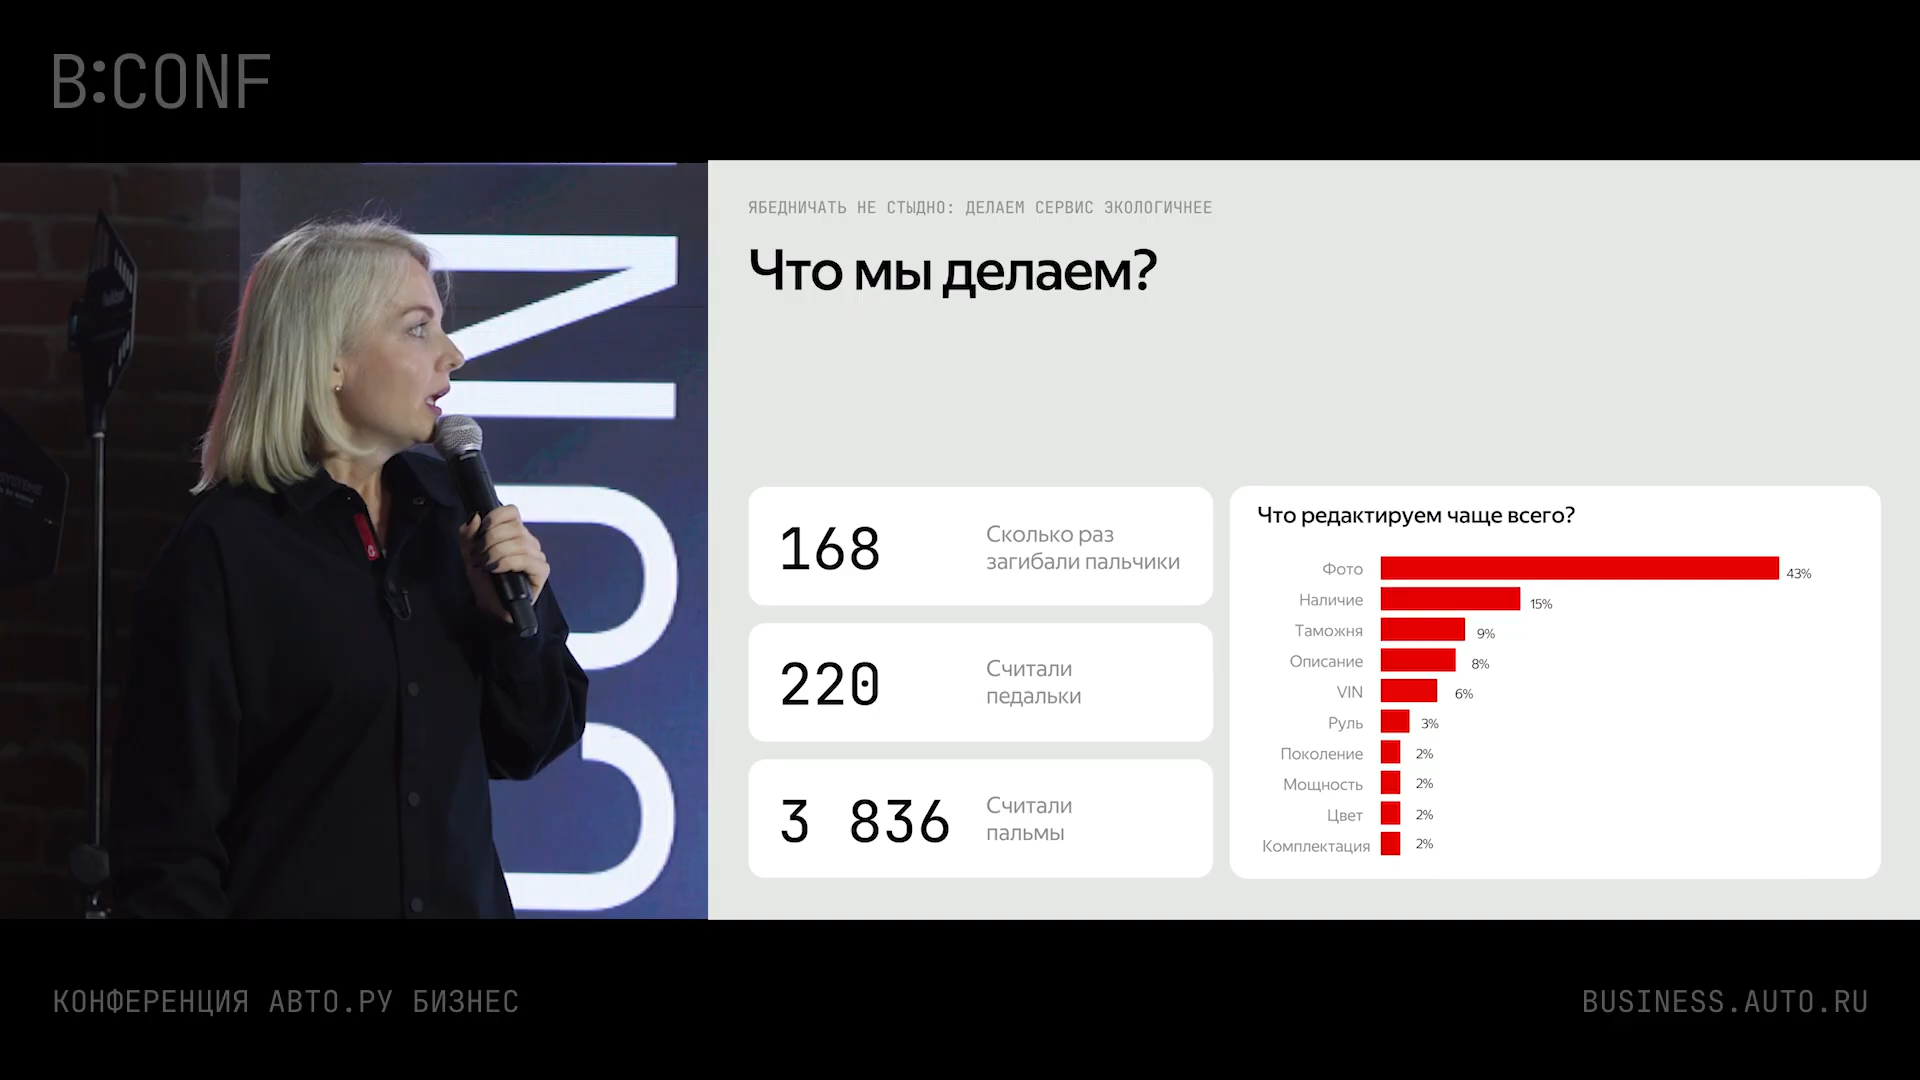 B:CONF
ЯБЕДНИЧАТЬ НЕ СТЫДНО: ДЕЛАЕМ СЕРВИС ЭКОЛОГИЧНЕЕ
Что мы делаем?
168
Сколько раз
загибали пальчики
220
Считали
педальки
3 836
Считали
пальмы
Что редактируем чаще всего?
Фото 43%
Наличие 15%
Таможня 9%
Описание 8%
VIN 6%
Руль 3%
Поколение 2%
Мощность 2%
Цвет 2%
Комплектация 2%
КОНФЕРЕНЦИЯ АВТО.РУ БИЗНЕС
BUSINESS.AUTO.RU